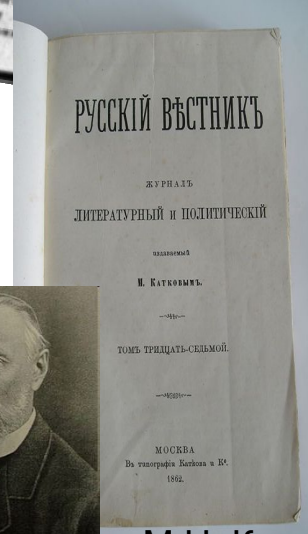 РУССКІЙ ВѢСТНИКЪ
ЖУРНАЛЪ
ЛИТЕРАТУРНЫЙ И ПОЛИТИЧЕСКІЙ
издаваемый
М. Катковымъ.
ТОМЪ ТРИДЦАТЬ-СЕДЬМОЙ.
МОСКВА
Въ типографіи Каткова и Кº.
1862.